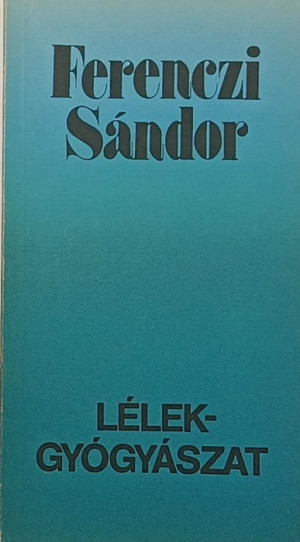 Ferenczi
Sándor
LÉLEK-
GYÓGYÁSZAT